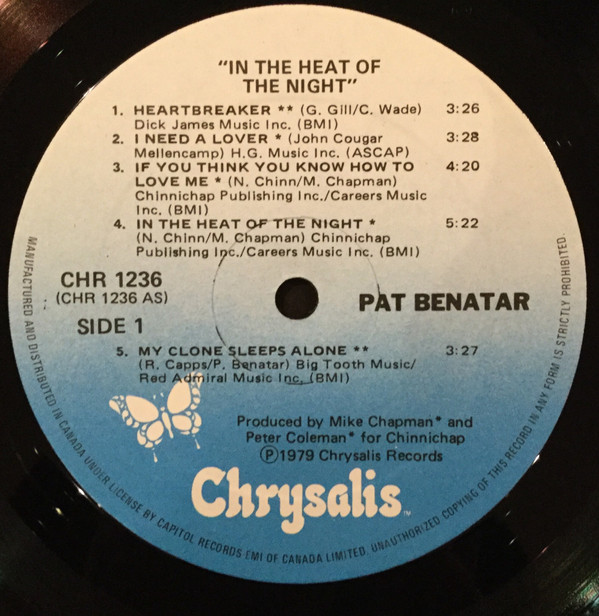 "IN THE HEAT OF
THE NIGHT"
1. HEARTBREAKER ** (G. Gill/C. Wade) 3:26
Dick James Music Inc. (BMI)
2. I NEED A LOVER * (John Cougar 3:28
Mellencamp) H.G. Music Inc. (ASCAP)
3. IF YOU THINK YOU KNOW HOW TO 4:20
LOVE ME * (N. Chinn/M. Chapman)
Chinnichap Publishing Inc./Careers Music
Inc. (BMI)
4. IN THE HEAT OF THE NIGHT * 5:22
(N. Chinn/M. Chapman) Chinnichap
Publishing Inc./Careers Music Inc. (BMI)
CHR 1236
(CHR 1236 AS)
SIDE 1
PAT BENATAR
5. MY CLONE SLEEPS ALONE ** 3:27
(R. Capps/P. Benatar) Big Tooth Music/
Red Admiral Music Inc. (BMI)
Produced by Mike Chapman* and
Peter Coleman* for Chinnichap
Ⓟ1979 Chrysalis Records
Chrysalis™
MANUFACTURED AND DISTRIBUTED IN CANADA UNDER LICENSE BY CAPITOL RECORDS EMI OF CANADA LIMITED. UNAUTHORIZED COPYING OF THIS RECORD IN ANY FORM IS STRICTLY PROHIBITED.